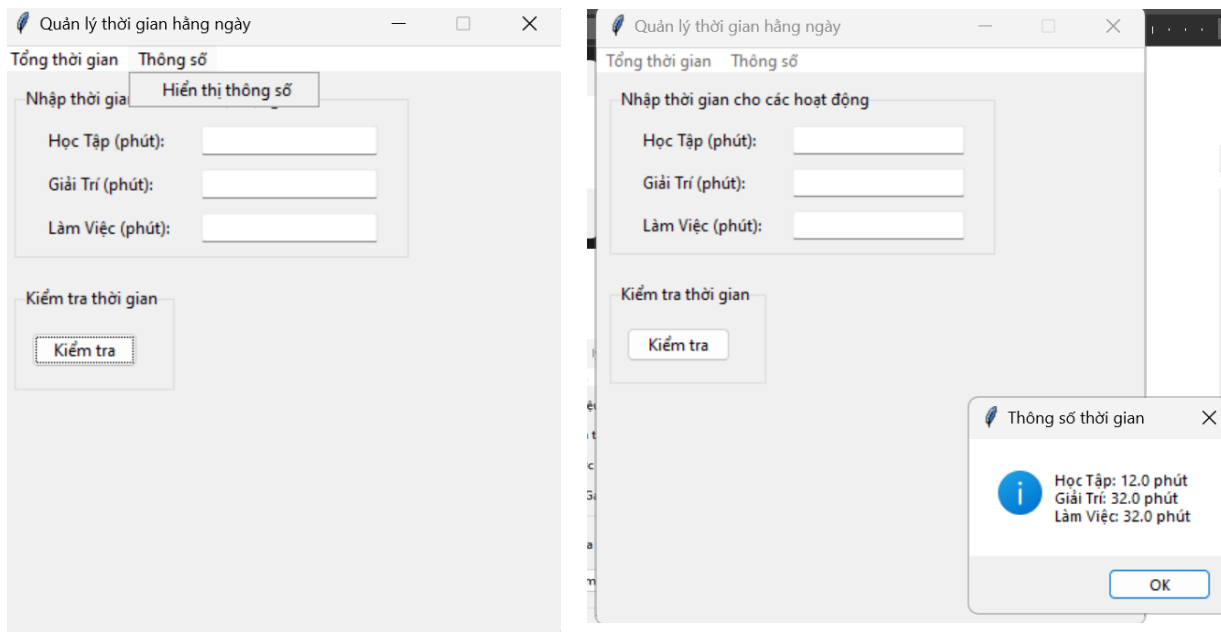 Quản lý thời gian hằng ngày
Tổng thời gian Thông số
Hiển thị thông số
Nhập thời
Học Tập (phút):
Giải Trí (phút):
Làm Việc (phút):
Kiểm tra thời gian
Kiểm tra
Quản lý thời gian hằng ngày
Tổng thời gian Thông số
Nhập thời gian cho các hoạt động
Học Tập (phút):
Giải Trí (phút):
Làm Việc (phút):
Kiểm tra thời gian
Kiểm tra
Thông số thời gian
Học Tập: 12.0 phút
Giải Trí: 32.0 phút
Làm Việc: 32.0 phút
OK